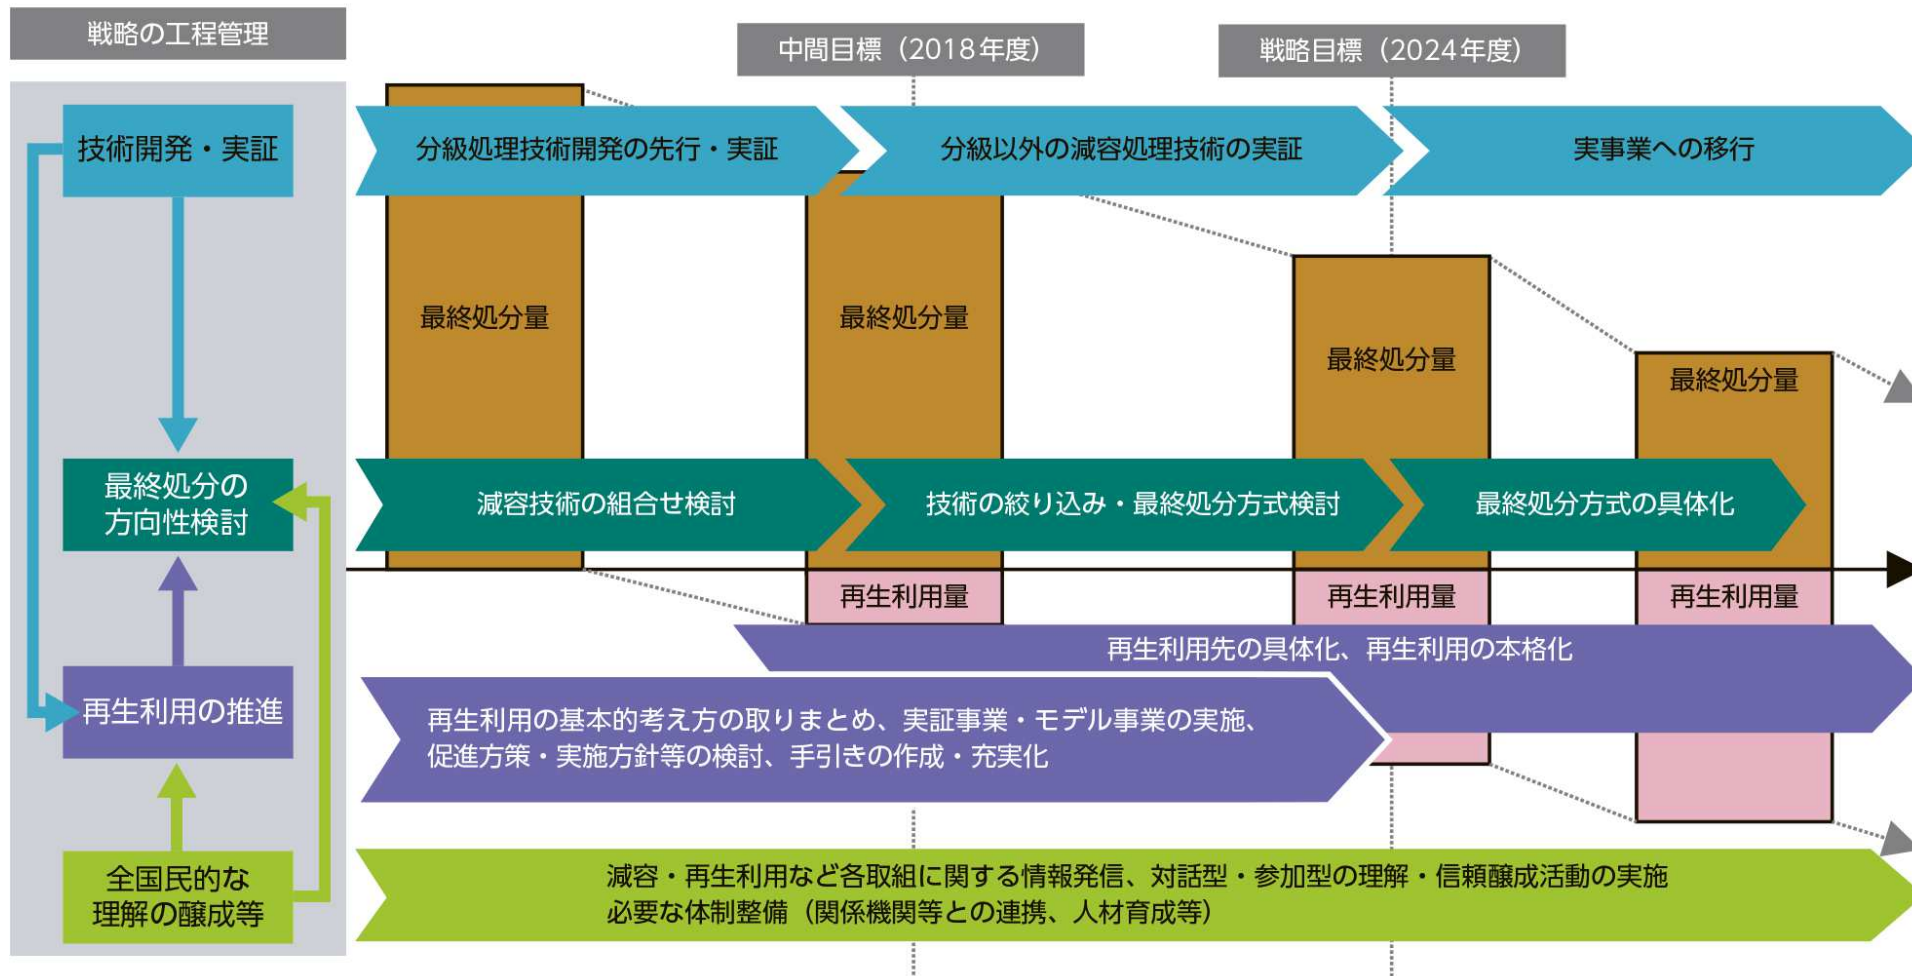 戦略の工程管理
中間目標（2018年度）
戦略目標（2024年度）
技術開発・実証
分級処理技術開発の先行・実証
分級以外の減容処理技術の実証
実事業への移行
最終処分量
最終処分量
最終処分量
最終処分量
最終処分の
方向性検討
減容技術の組合せ検討
技術の絞り込み・最終処分方式検討
最終処分方式の具体化
再生利用量
再生利用量
再生利用量
再生利用先の具体化、再生利用の本格化
再生利用の推進
再生利用の基本的考え方の取りまとめ、実証事業・モデル事業の実施、
促進方策・実施方針等の検討、手引きの作成・充実化
全国民的な
理解の醸成等
減容・再生利用など各取組に関する情報発信、対話型・参加型の理解・信頼醸成活動の実施
必要な体制整備（関係機関等との連携、人材育成等）